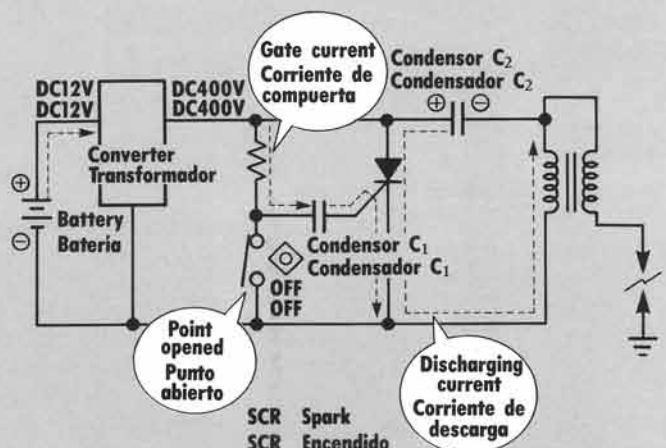 Gate current
Corriente de
compuerta
Condensor C₂
Condensador C₂
DC12V
DC12V
DC400V
DC400V
⊕ ⊖
Converter
Transformador
⊕
Battery
Bateria
⊖
Condensor C₁
Condensador C₁
OFF
OFF
Point
opened
Punto
abierto
Discharging
current
Corriente de
descarga
SCR Spark
SCR Encendido